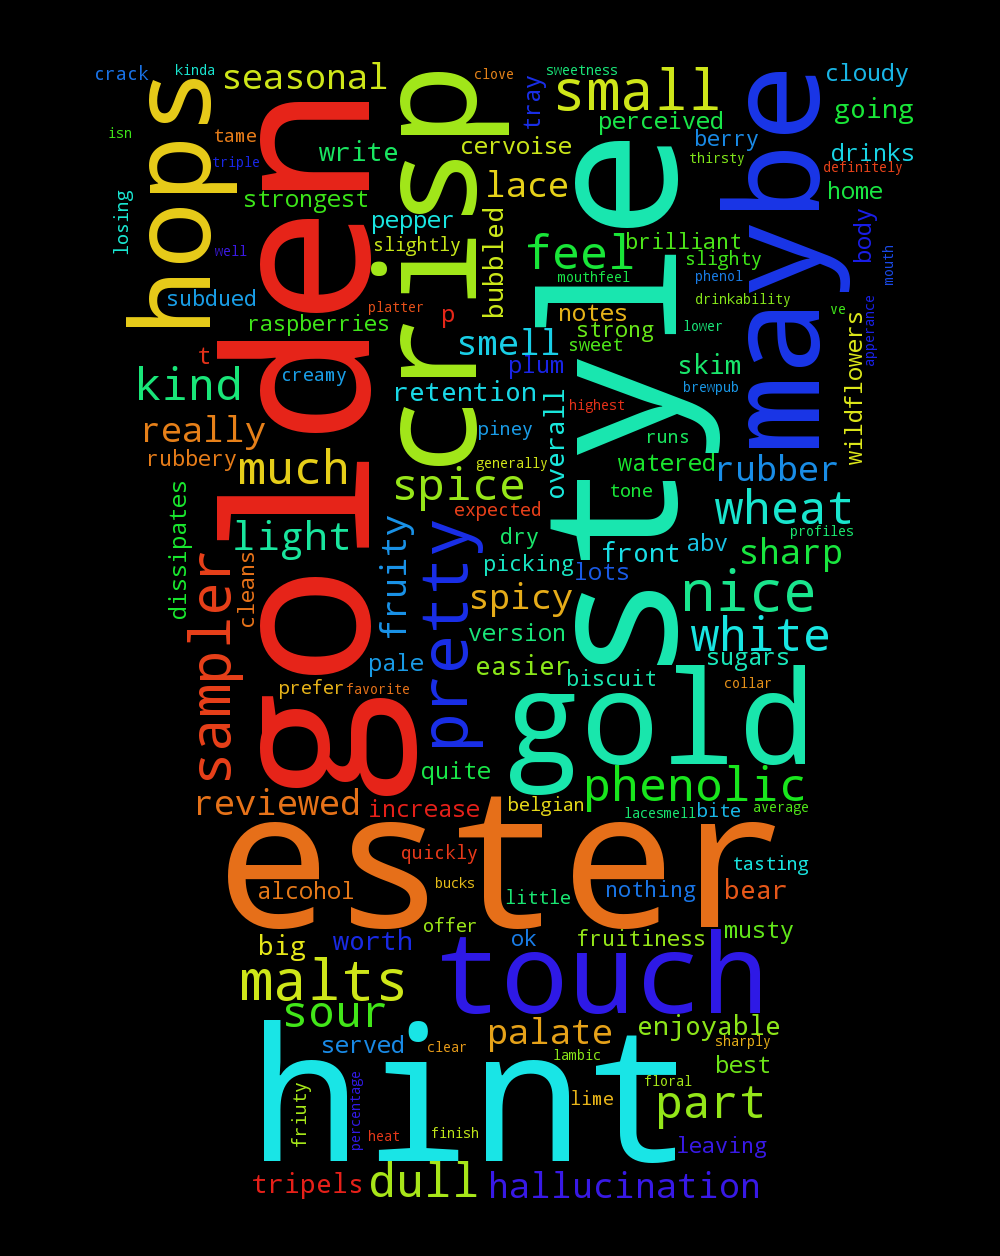 crack
kinda
seasonal
clove
sweetness
small
cloudy
tray
going
perceived
isn
tame
hops
golden
crisp
style
maybe
triple
write
cervoise
berry
thirsty
drinks
definitely
strongest
lace
home
losing
well
pepper
slightly
bubbled
feel
brilliant
slighty
body
mouth
mouthfeel
phenol
subdued
platter
drinkability
ve
raspberries
p
notes
strong
lower
apperance
t
smell
sweet
wildflowers
kind
creamy
plum
skim
retention
brewpub
overall
highest
really
piney
runs
rubbery
much
generally
watered
rubber
spice
tone
dissipates
expected
wheat
light
dry
front
abv
profiles
sharp
cleans
fruity
pretty
picking
lots
sampler
spicy
nice
version
white
pale
easier
biscuit
sugars
prefer
favorite
gold
collar
quite
phenolic
reviewed
increase
belgian
lacesmell
bite
average
ester
quickly
tasting
alcohol
bucks
little
nothing
bear
offer
big
worth
ok
fruitiness
musty
touch
malts
sour
palate
enjoyable
served
clear
lambic
sharply
best
hint
floral
friuty
percentage
lime
part
heat
finish
leaving
tripels
dull
hallucination